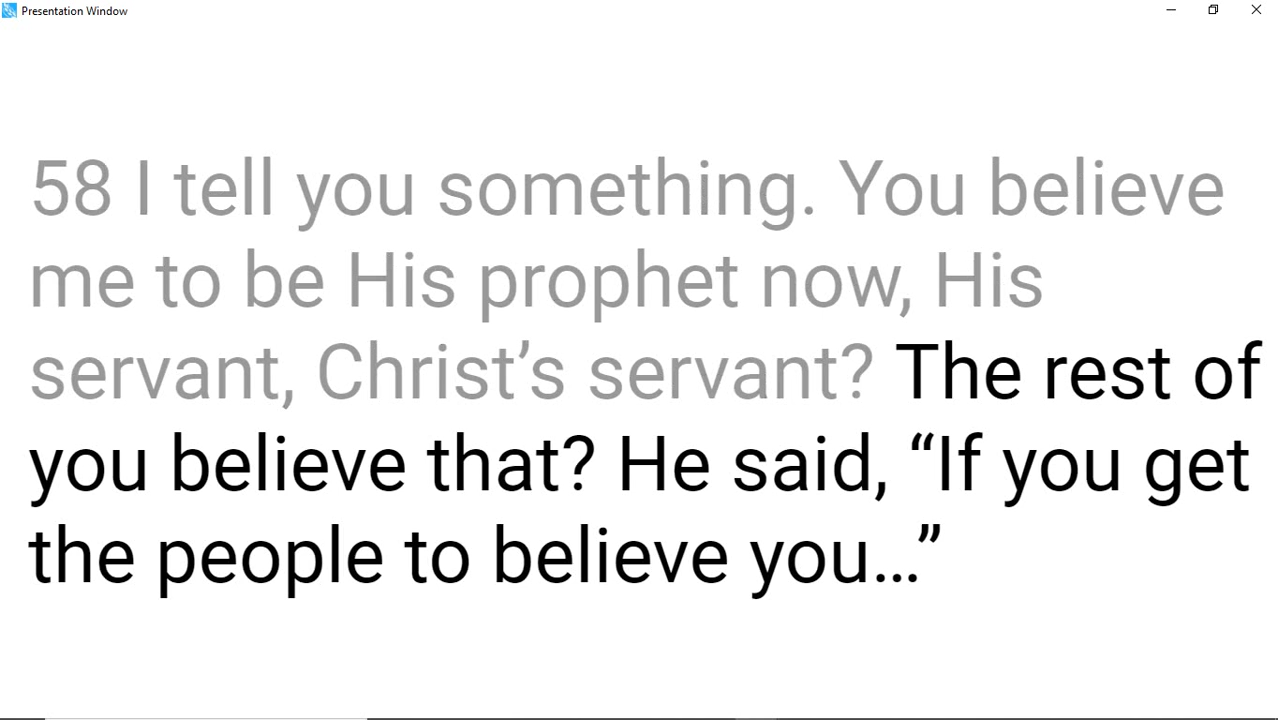 Presentation Window
58 I tell you something. You believe
me to be His prophet now, His
servant, Christ’s servant? The rest of
you believe that? He said, “If you get
the people to believe you…”